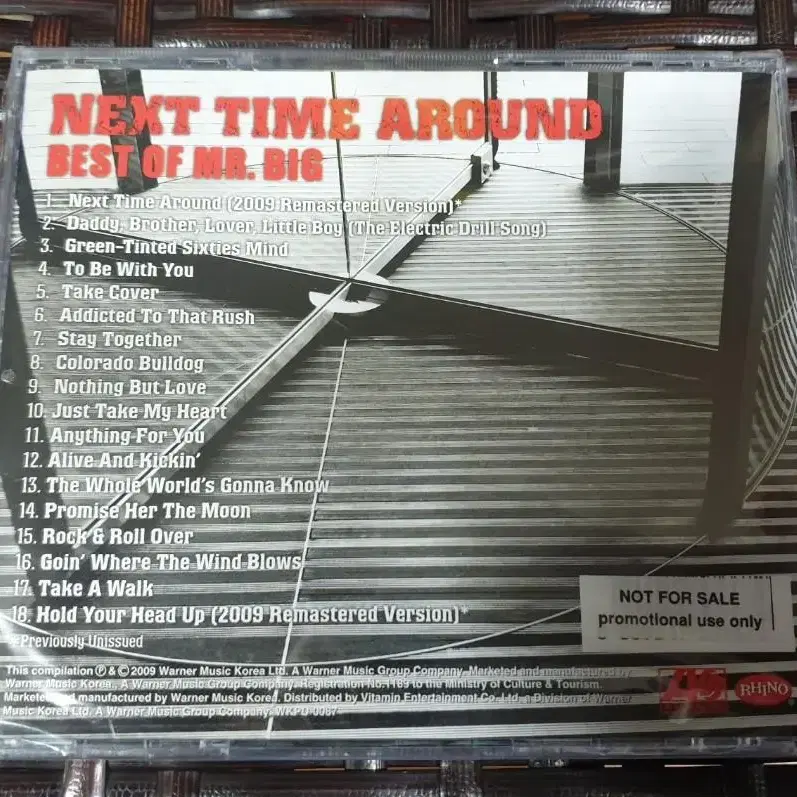 NEXT TIME AROUND
BEST OF MR. BIG
1. Next Time Around (2009 Remastered Version)*
2. Daddy, Brother, Lover, Little Boy (The Electric Drill Song)
3. Green-Tinted Sixties Mind
4. To Be With You
5. Take Cover
6. Addicted To That Rush
7. Stay Together
8. Colorado Bulldog
9. Nothing But Love
10. Just Take My Heart
11. Anything For You
12. Alive And Kickin'
13. The Whole World's Gonna Know
14. Promise Her The Moon
15. Rock & Roll Over
16. Goin' Where The Wind Blows
17. Take A Walk
18. Hold Your Head Up (2009 Remastered Version)*
*Previously Unissued
NOT FOR SALE
promotional use only
This compilation Ⓟ & © 2009 Warner Music Korea Ltd. A Warner Music Group Company. Marketed and manufactured by
Warner Music Korea. A Warner Music Group Company. Registration No.1189 to the Ministry of Culture & Tourism.
Marketed and manufactured by Warner Music Korea. Distributed by Vitamin Entertainment Co. Ltd, a Division of Warner
Music Korea Ltd. A Warner Music Group Company. WKPD-0087
RHINO